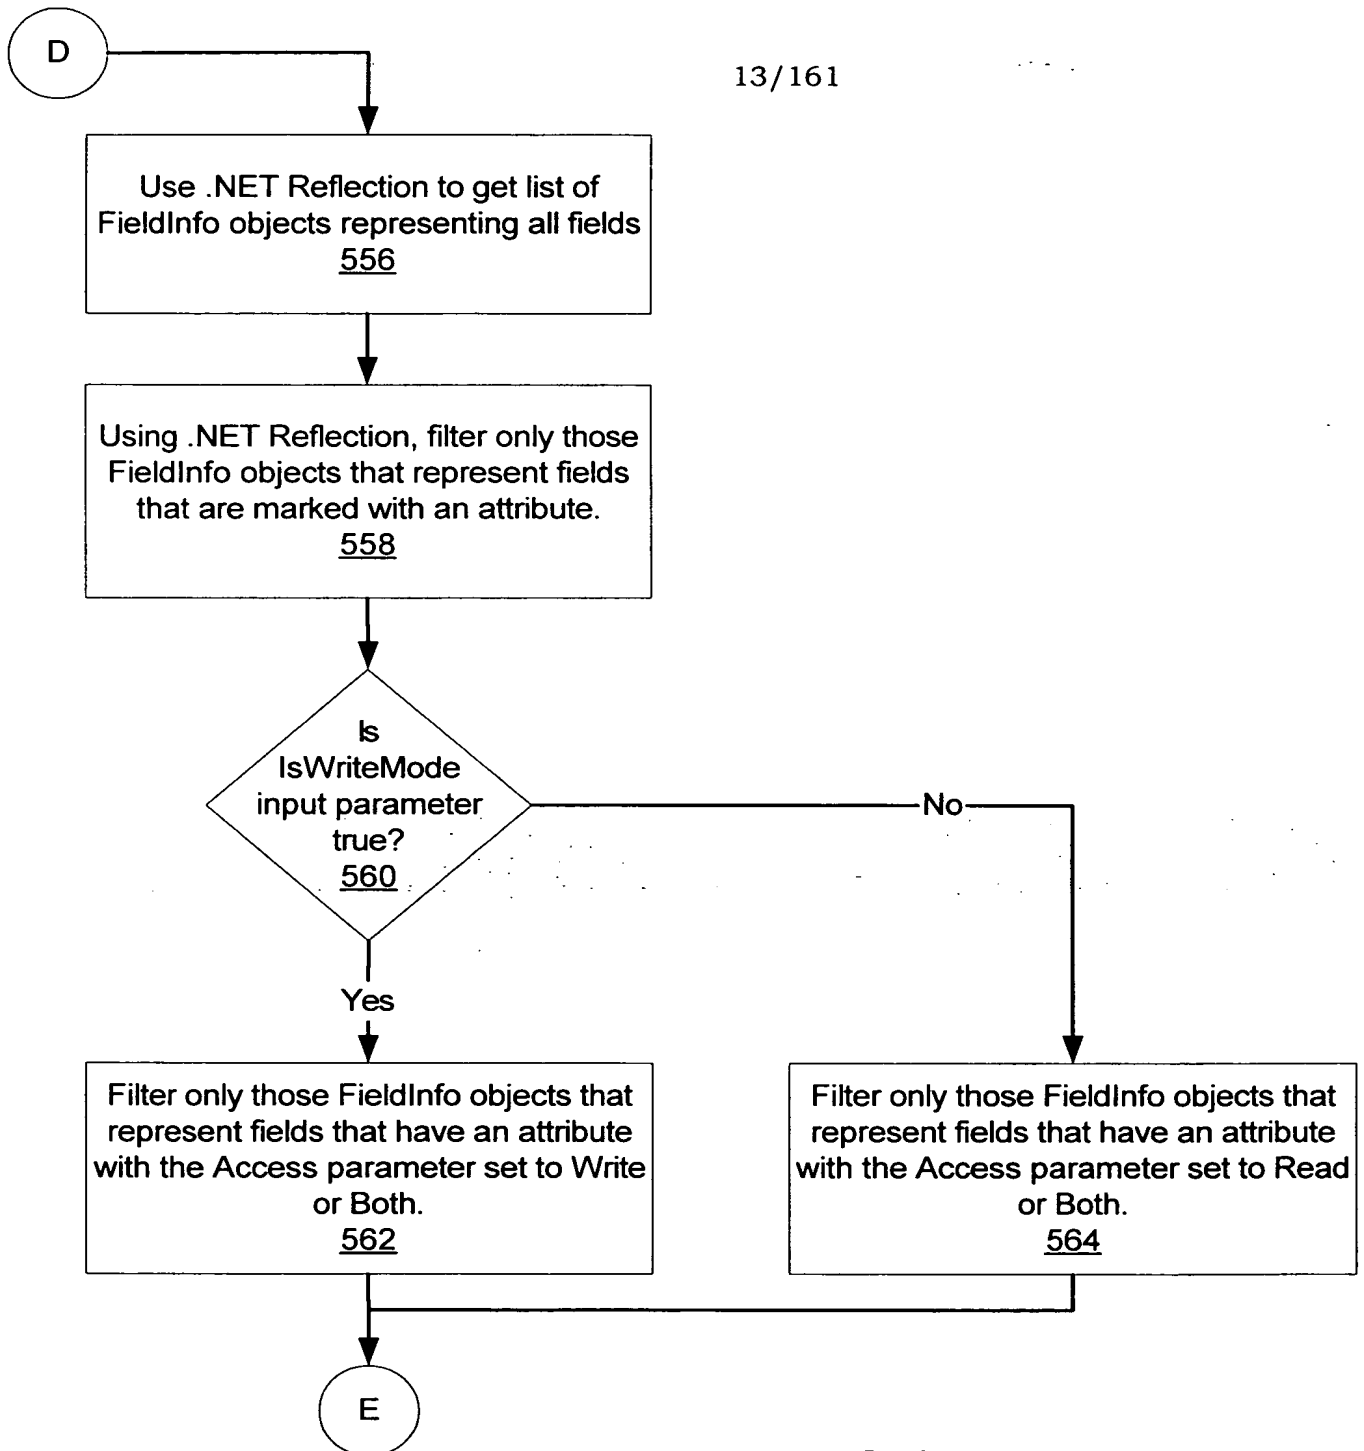 D
13/161
Use .NET Reflection to get list of
FieldInfo objects representing all fields
556
Using .NET Reflection, filter only those
FieldInfo objects that represent fields
that are marked with an attribute.
558
Is
IsWriteMode
input parameter
true?
560
No
Yes
Filter only those FieldInfo objects that
represent fields that have an attribute
with the Access parameter set to Write
or Both.
562
Filter only those FieldInfo objects that
represent fields that have an attribute
with the Access parameter set to Read
or Both.
564
E